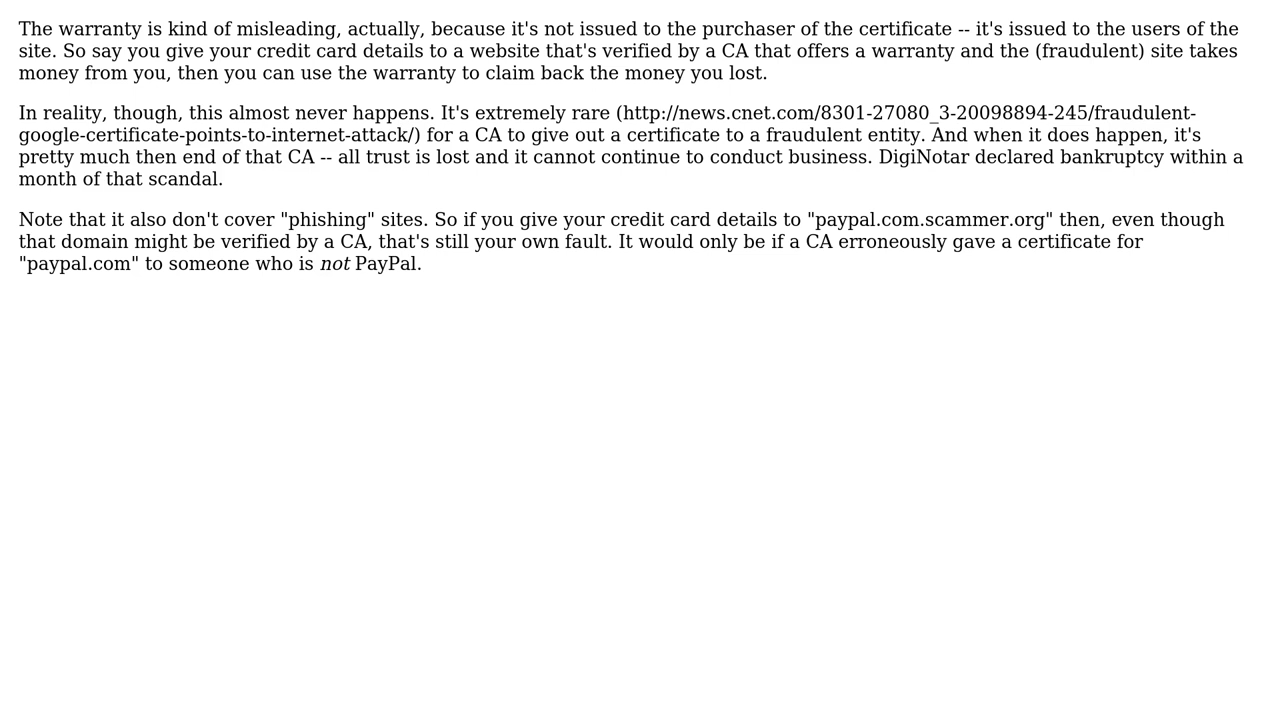 The warranty is kind of misleading, actually, because it's not issued to the purchaser of the certificate -- it's issued to the users of the
site. So say you give your credit card details to a website that's verified by a CA that offers a warranty and the (fraudulent) site takes
money from you, then you can use the warranty to claim back the money you lost.
In reality, though, this almost never happens. It's extremely rare (http://news.cnet.com/8301-27080_3-20098894-245/fraudulent-
google-certificate-points-to-internet-attack/) for a CA to give out a certificate to a fraudulent entity. And when it does happen, it's
pretty much then end of that CA -- all trust is lost and it cannot continue to conduct business. DigiNotar declared bankruptcy within a
month of that scandal.
Note that it also don't cover "phishing" sites. So if you give your credit card details to "paypal.com.scammer.org" then, even though
that domain might be verified by a CA, that's still your own fault. It would only be if a CA erroneously gave a certificate for
"paypal.com" to someone who is not PayPal.